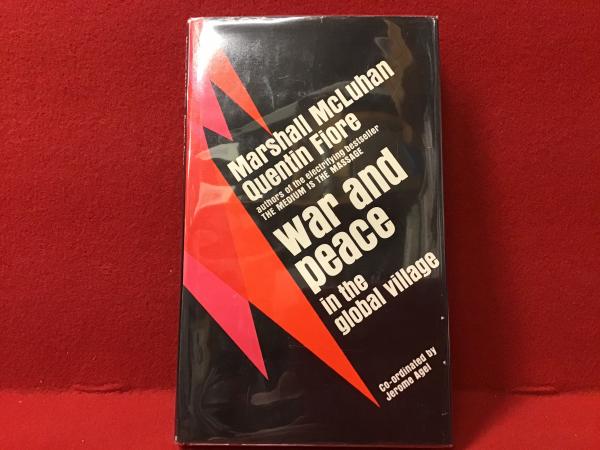 Marshall McLuhan
Quentin Fiore
authors of the electrifying bestseller
THE MEDIUM IS THE MASSAGE
war and
peace
in the
global village
Co-ordinated by
Jerome Agel